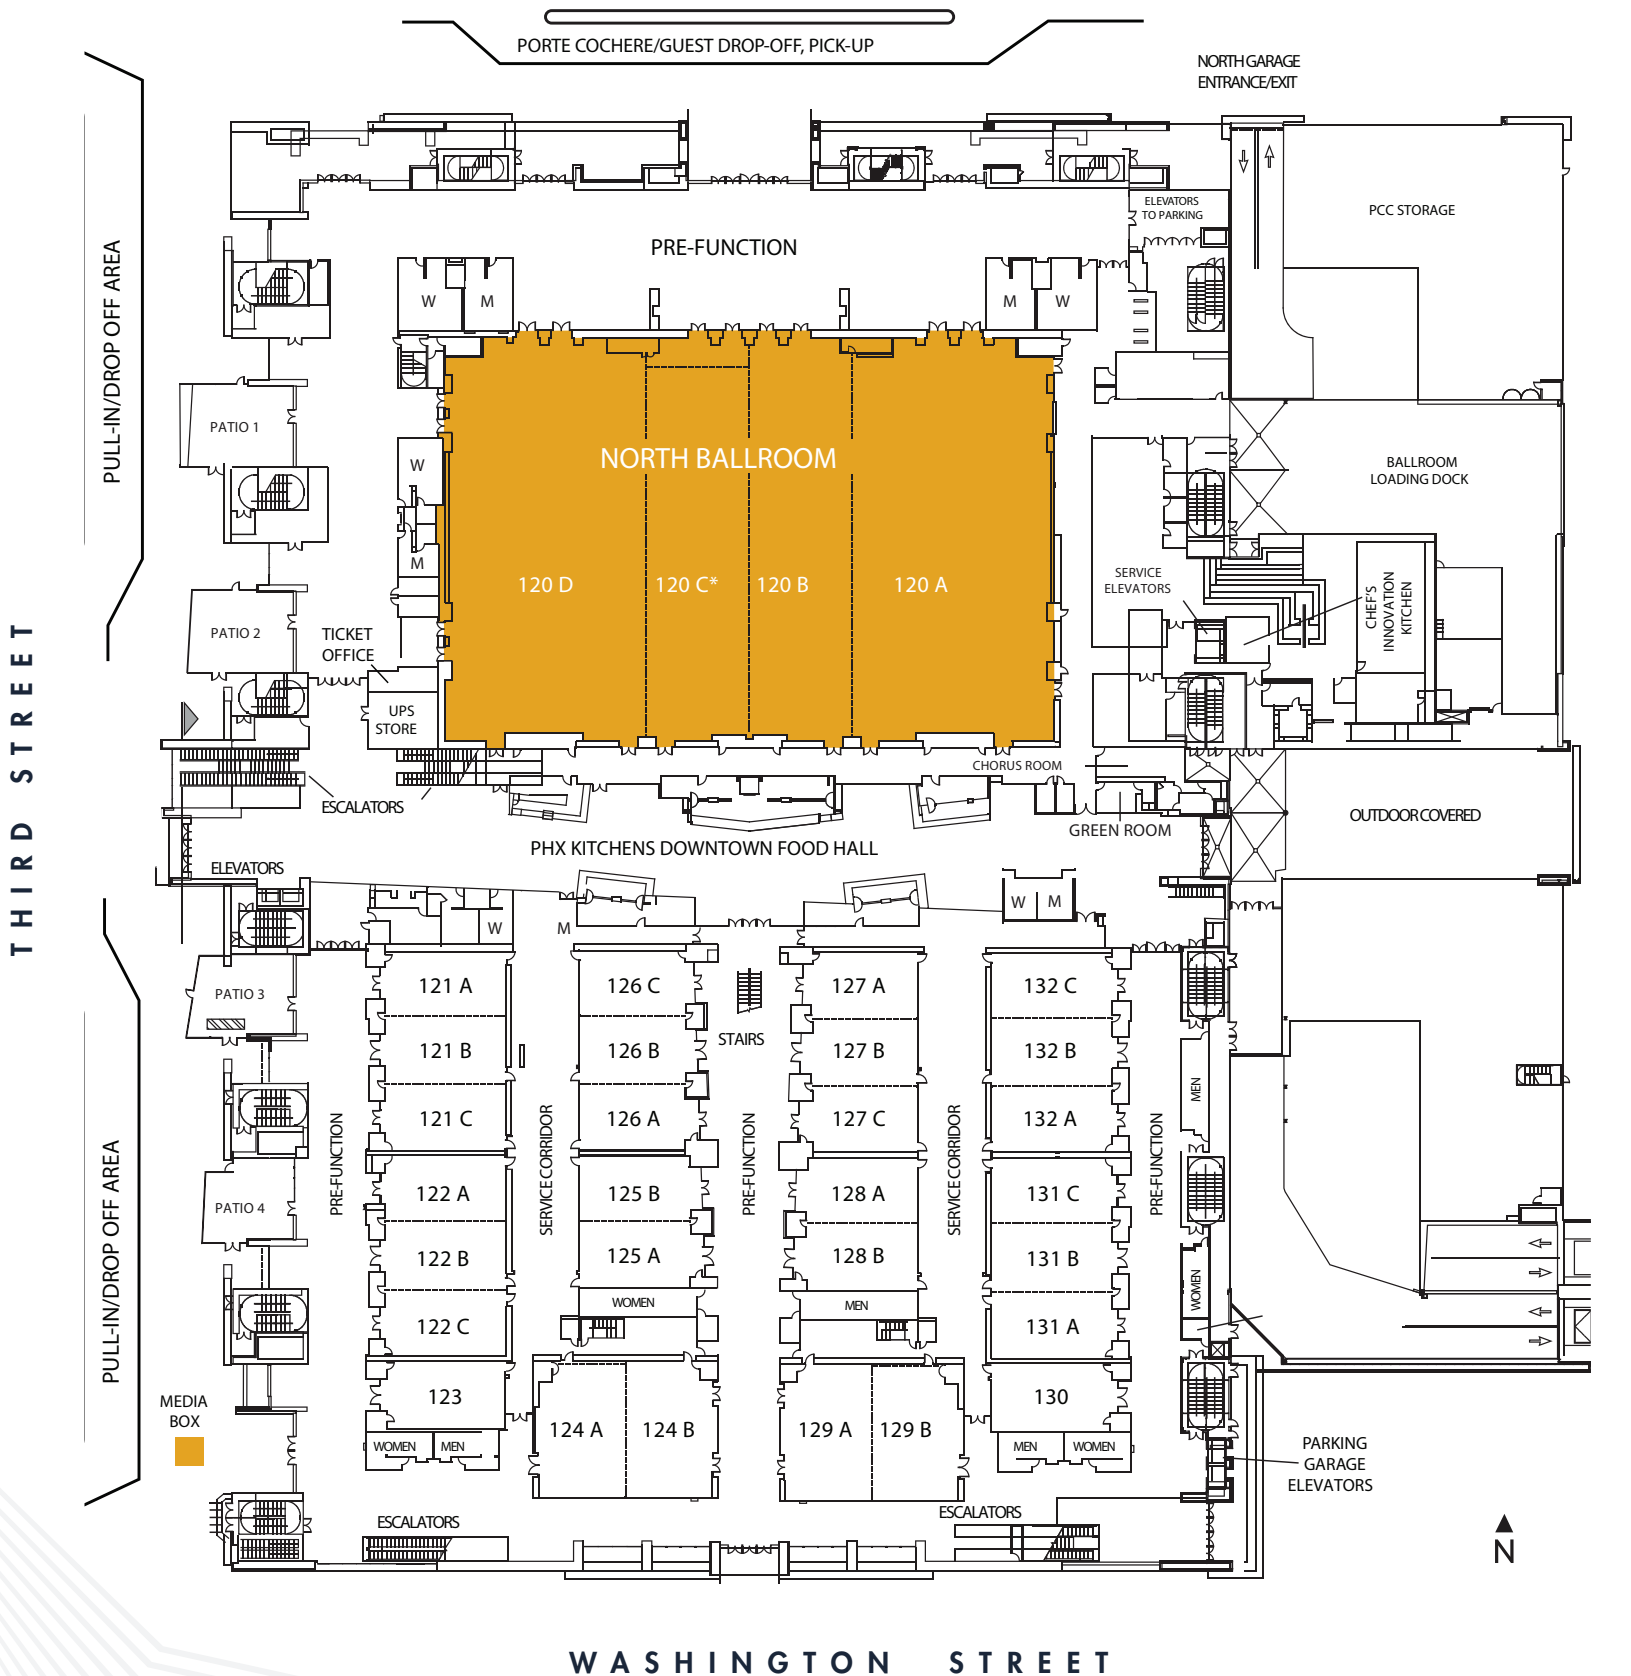 PORTE COCHERE/GUEST DROP-OFF, PICK-UP
NORTH GARAGE
ENTRANCE/EXIT
PULL-IN/DROP OFF AREA
ELEVATORS
TO PARKING
PCC STORAGE
PRE-FUNCTION
W
M
M
W
PATIO 1
NORTH BALLROOM
W
BALLROOM
LOADING DOCK
M
120 D
120 C*
120 B
120 A
SERVICE
ELEVATORS
CHEF'S
INNOVATION
KITCHEN
PATIO 2
TICKET
OFFICE
UPS
STORE
THIRD STREET
CHORUS ROOM
ESCALATORS
OUTDOOR COVERED
GREEN ROOM
PHX KITCHENS DOWNTOWN FOOD HALL
ELEVATORS
W
M
W
M
PATIO 3
121 A
126 C
127 A
132 C
STAIRS
121 B
126 B
127 B
132 B
MEN
121 C
126 A
127 C
132 A
PRE-FUNCTION
SERVICE CORRIDOR
PRE-FUNCTION
SERVICE CORRIDOR
PRE-FUNCTION
PULL-IN/DROP OFF AREA
PATIO 4
122 A
125 B
128 A
131 C
122 B
125 A
128 B
131 B
WOMEN
WOMEN
MEN
122 C
131 A
123
130
MEDIA
BOX
124 A
124 B
129 A
129 B
WOMEN
MEN
MEN
WOMEN
PARKING
GARAGE
ELEVATORS
ESCALATORS
ESCALATORS
N
WASHINGTON STREET